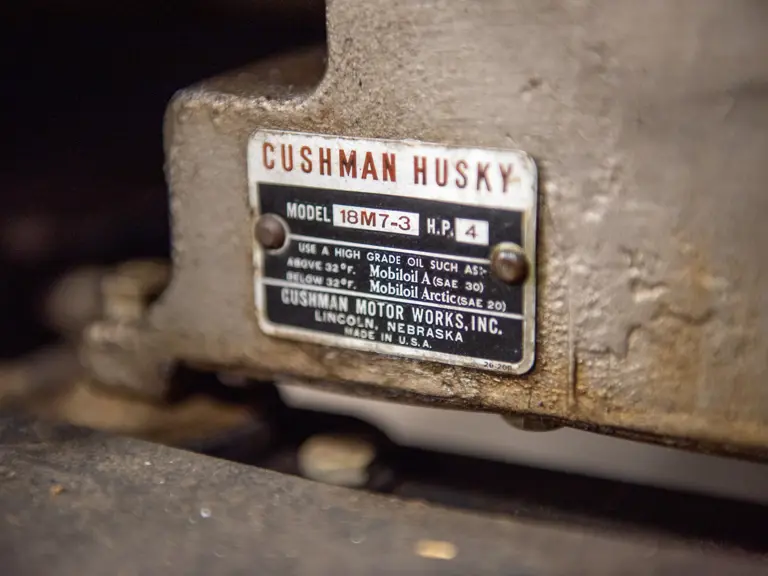 CUSHMAN HUSKY
MODEL 18M7-3 H.P. 4
USE A HIGH GRADE OIL SUCH AS:-
ABOVE 32°F. Mobiloil A (SAE 30)
BELOW 32°F. Mobiloil Arctic (SAE 20)
CUSHMAN MOTOR WORKS, INC.
LINCOLN, NEBRASKA
MADE IN U.S.A.